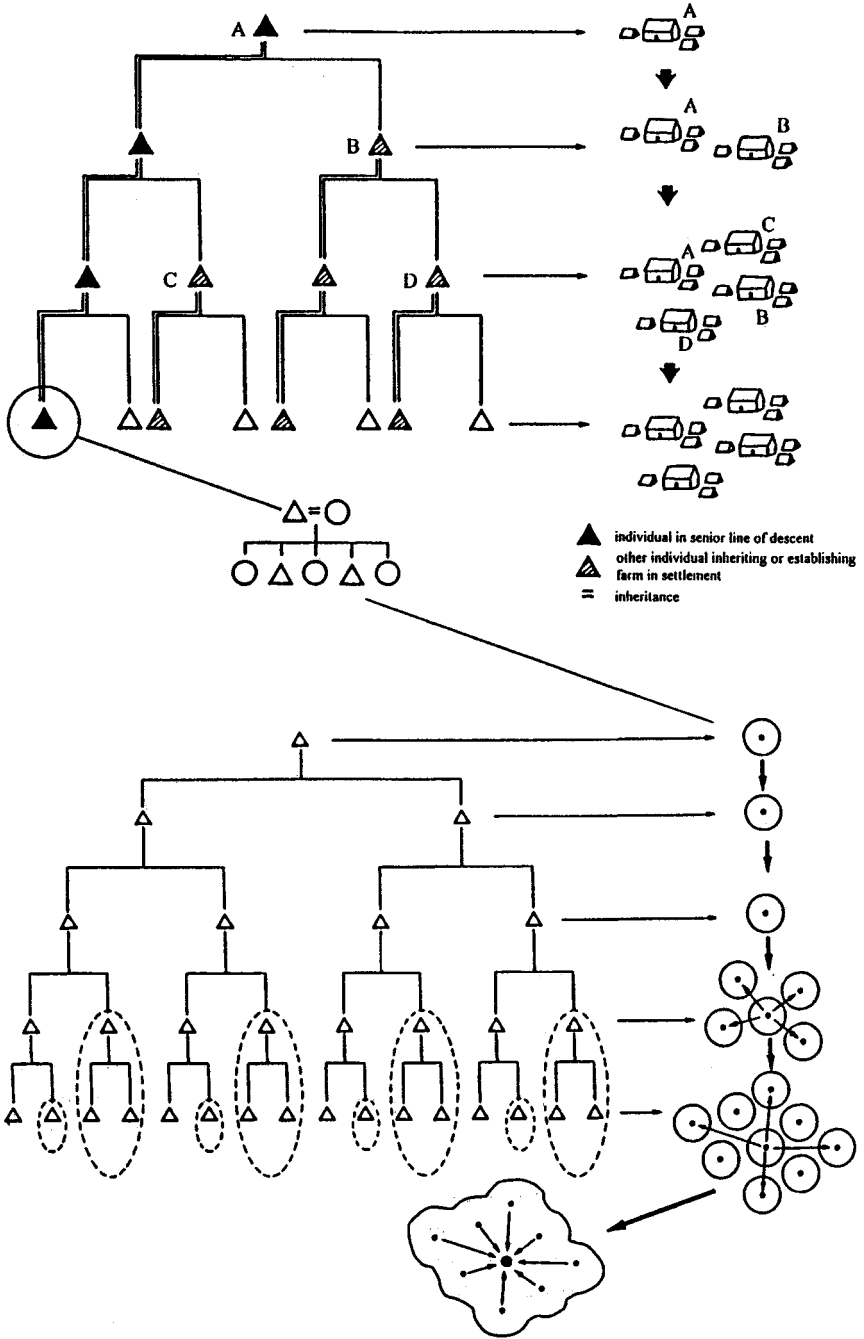 A
A
A
B
B
C
A
C
D
B
D
=
individual in senior line of descent
other individual inheriting or establishing
farm in settlement
= inheritance